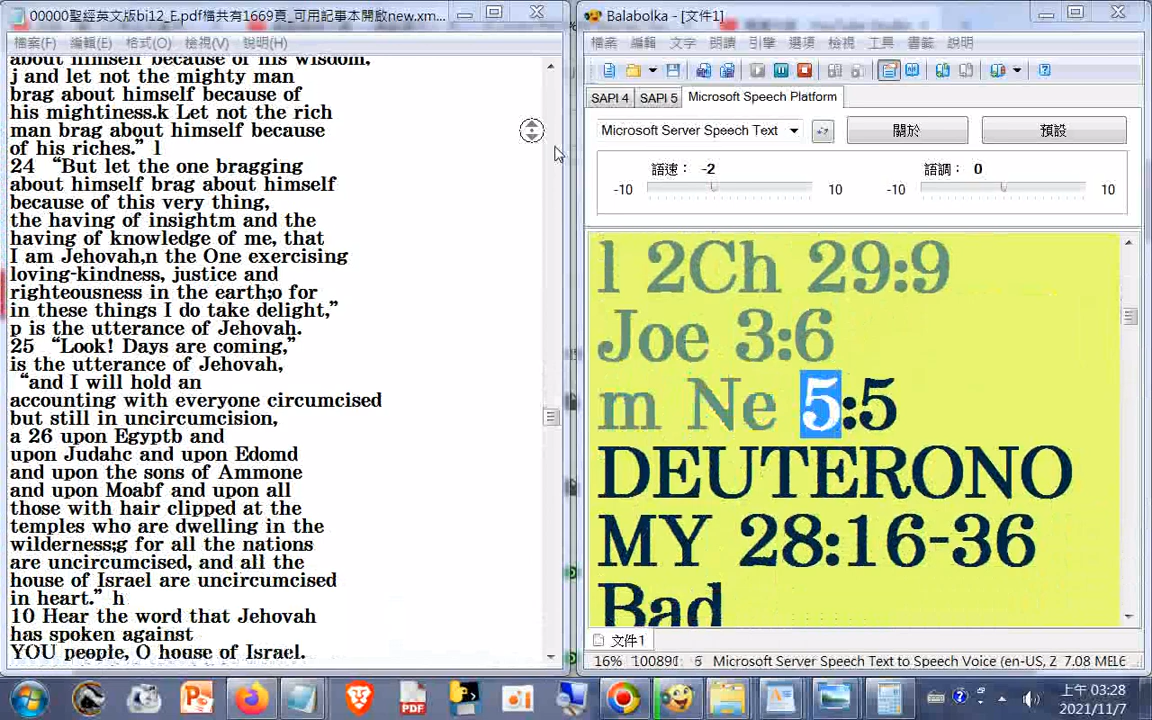 00000聖經英文版bi12_E.pdf檔共有1669頁_可用記事本開啟new.xm...
檔案(F) 編輯(E) 格式(O) 檢視(V) 說明(H)
about himself because of his wisdom,
j and let not the mighty man
brag about himself because of
his mightiness.k Let not the rich
man brag about himself because
of his riches.” l
24 “But let the one bragging
about himself brag about himself
because of this very thing,
the having of insightm and the
having of knowledge of me, that
I am Jehovah,n the One exercising
loving-kindness, justice and
righteousness in the earth;o for
in these things I do take delight,”
p is the utterance of Jehovah.
25 “Look! Days are coming,”
is the utterance of Jehovah,
“and I will hold an
accounting with everyone circumcised
but still in uncircumcision,
a 26 upon Egyptb and
upon Judahc and upon Edomd
and upon the sons of Ammone
and upon Moabf and upon all
those with hair clipped at the
temples who are dwelling in the
wilderness;g for all the nations
are uncircumcised, and all the
house of Israel are uncircumcised
in heart.” h
10 Hear the word that Jehovah
has spoken against
YOU people, O house of Israel.
Balabolka - [文件1]
檔案 編輯 文字 朗讀 引擎 選項 檢視 工具 書籤 說明
SAPI 4 SAPI 5 Microsoft Speech Platform
Microsoft Server Speech Text 關於 預設
語速： -2 語調： 0
-10 10 -10 10
l 2Ch 29:9
Joe 3:6
m Ne 5:5
DEUTERONO
MY 28:16-36
Bad
文件1
16% 100891 Microsoft Server Speech Text to Speech Voice (en-US, Z 7.08 MEL6
PDF
上午 03:28
2021/11/7